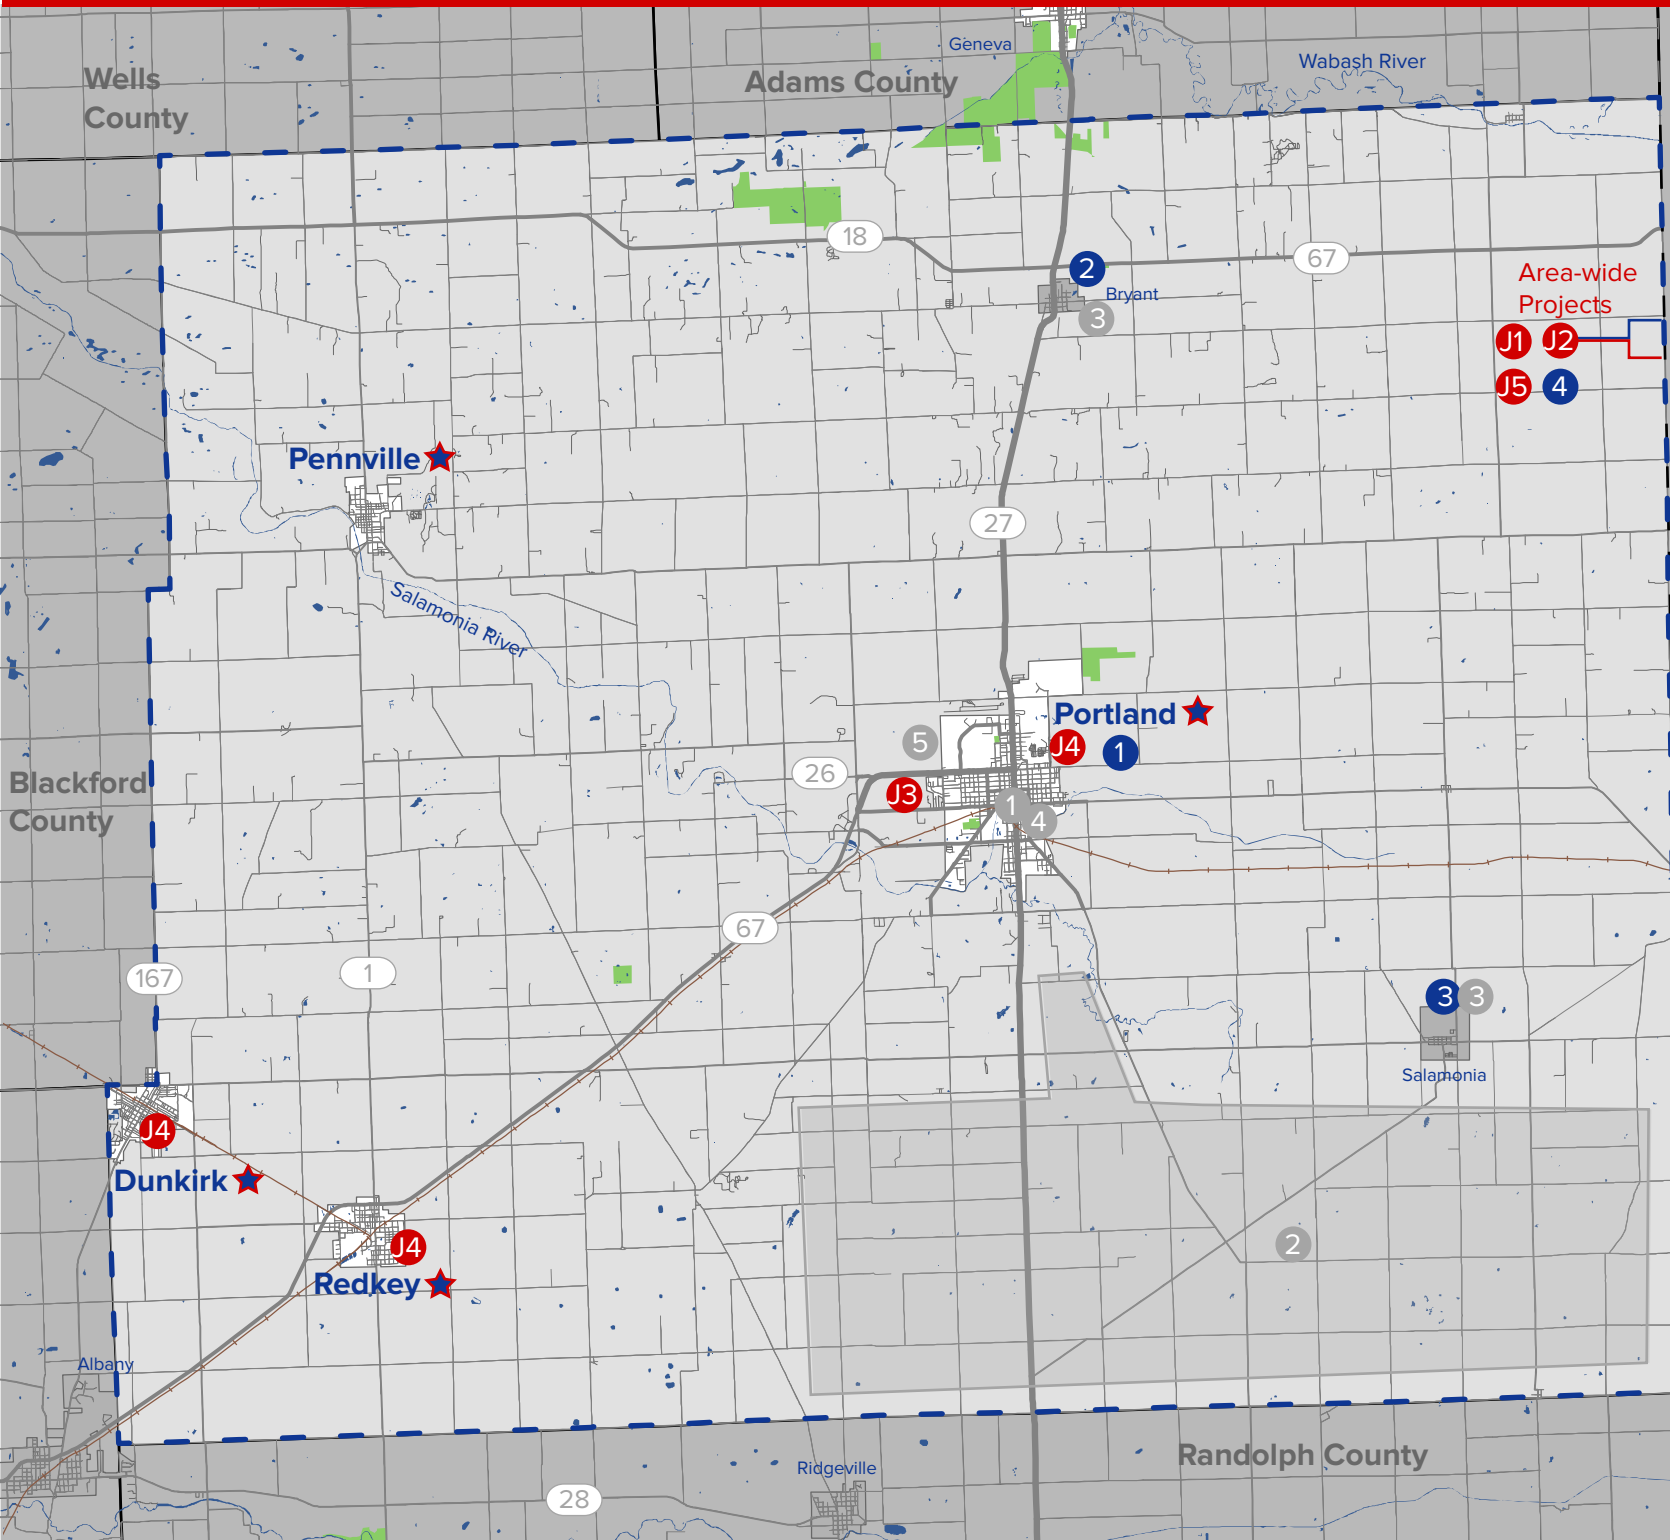 Geneva
Wabash River
Wells
County
Adams County
18
67
2
Bryant
3
Area-wide
Projects
J1 J2
J5 4
Pennville
27
Salamonia River
Portland
5
J4 1
26
J3
1
4
Blackford
County
67
167
1
3 3
Salamonia
J4
Dunkirk
2
J4
Redkey
Albany
Randolph County
Ridgeville
28